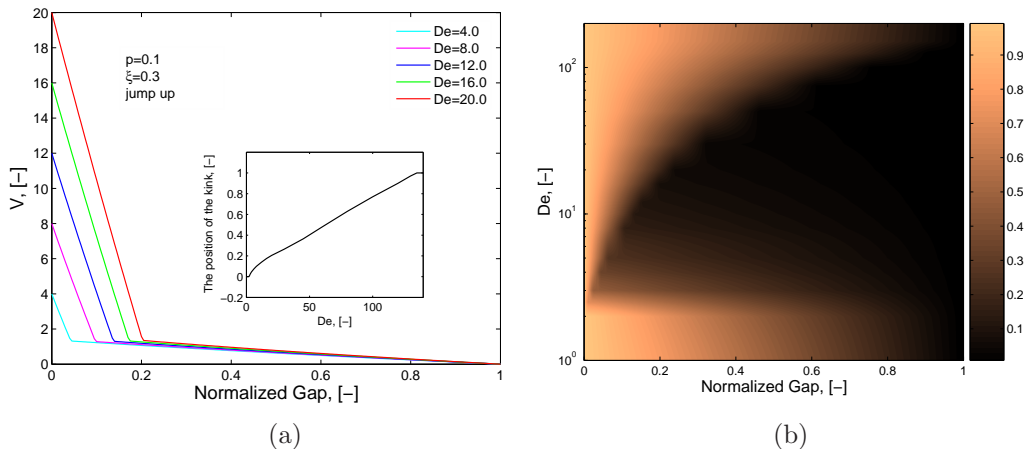 20
18
16
14
12
10
8
6
4
2
0
V, [−]
0
0.2
0.4
0.6
0.8
1
Normalized Gap, [−]
p=0.1
ξ=0.3
jump up
De=4.0
De=8.0
De=12.0
De=16.0
De=20.0
1
0.8
0.6
0.4
0.2
0
−0.2
The position of the kink, [−]
0
50
100
De, [−]
(a)
10²
10¹
10⁰
De, [−]
0
0.2
0.4
0.6
0.8
1
Normalized Gap, [−]
0.9
0.8
0.7
0.6
0.5
0.4
0.3
0.2
0.1
(b)